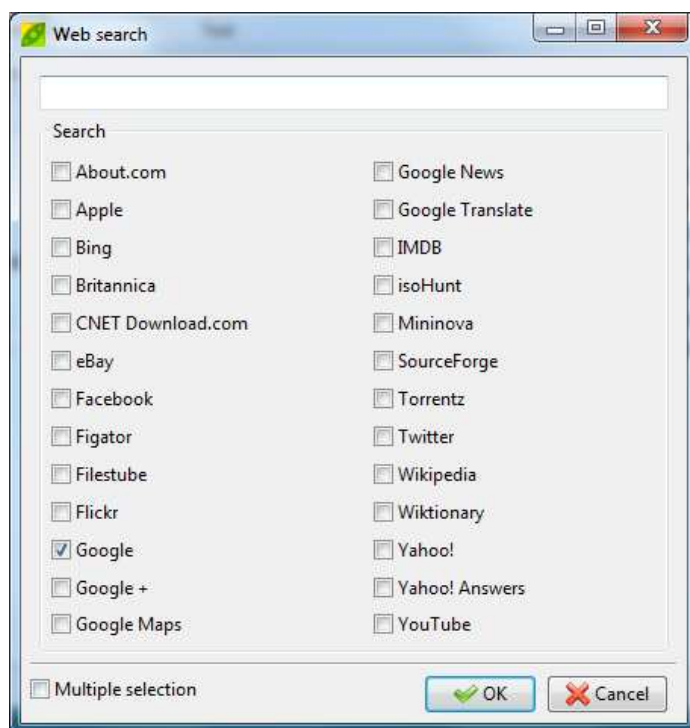 Web search
Search
About.com
Apple
Bing
Britannica
CNET Download.com
eBay
Facebook
Figator
Filestube
Flickr
Google
Google +
Google Maps
Google News
Google Translate
IMDB
isoHunt
Mininova
SourceForge
Torrentz
Twitter
Wikipedia
Wiktionary
Yahoo!
Yahoo! Answers
YouTube
Multiple selection
OK
Cancel